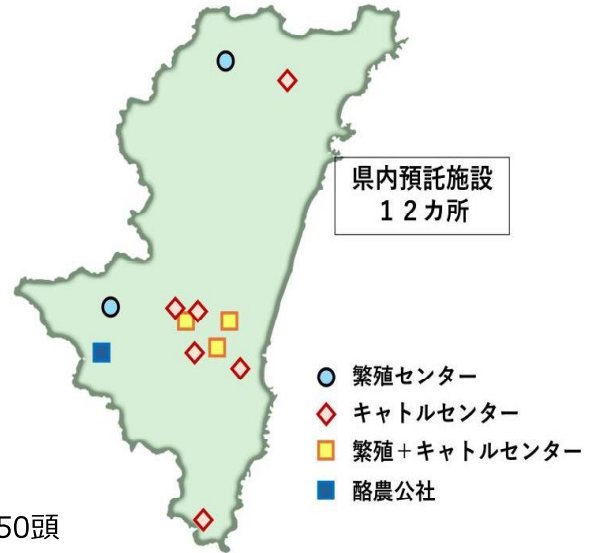 県内預託施設
１２カ所
繁殖センター
キャトルセンター
繁殖＋キャトルセンター
酪農公社
50頭